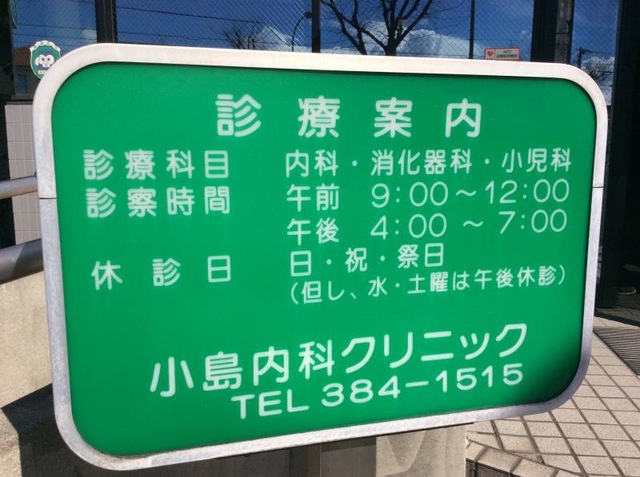 診療案内
診療科目 内科・消化器科・小児科
診察時間 午前 9:00～12:00
午後 4:00～7:00
休診日 日・祝・祭日
(但し、水・土曜は午後休診)
小島内科クリニック
TEL 384-1515